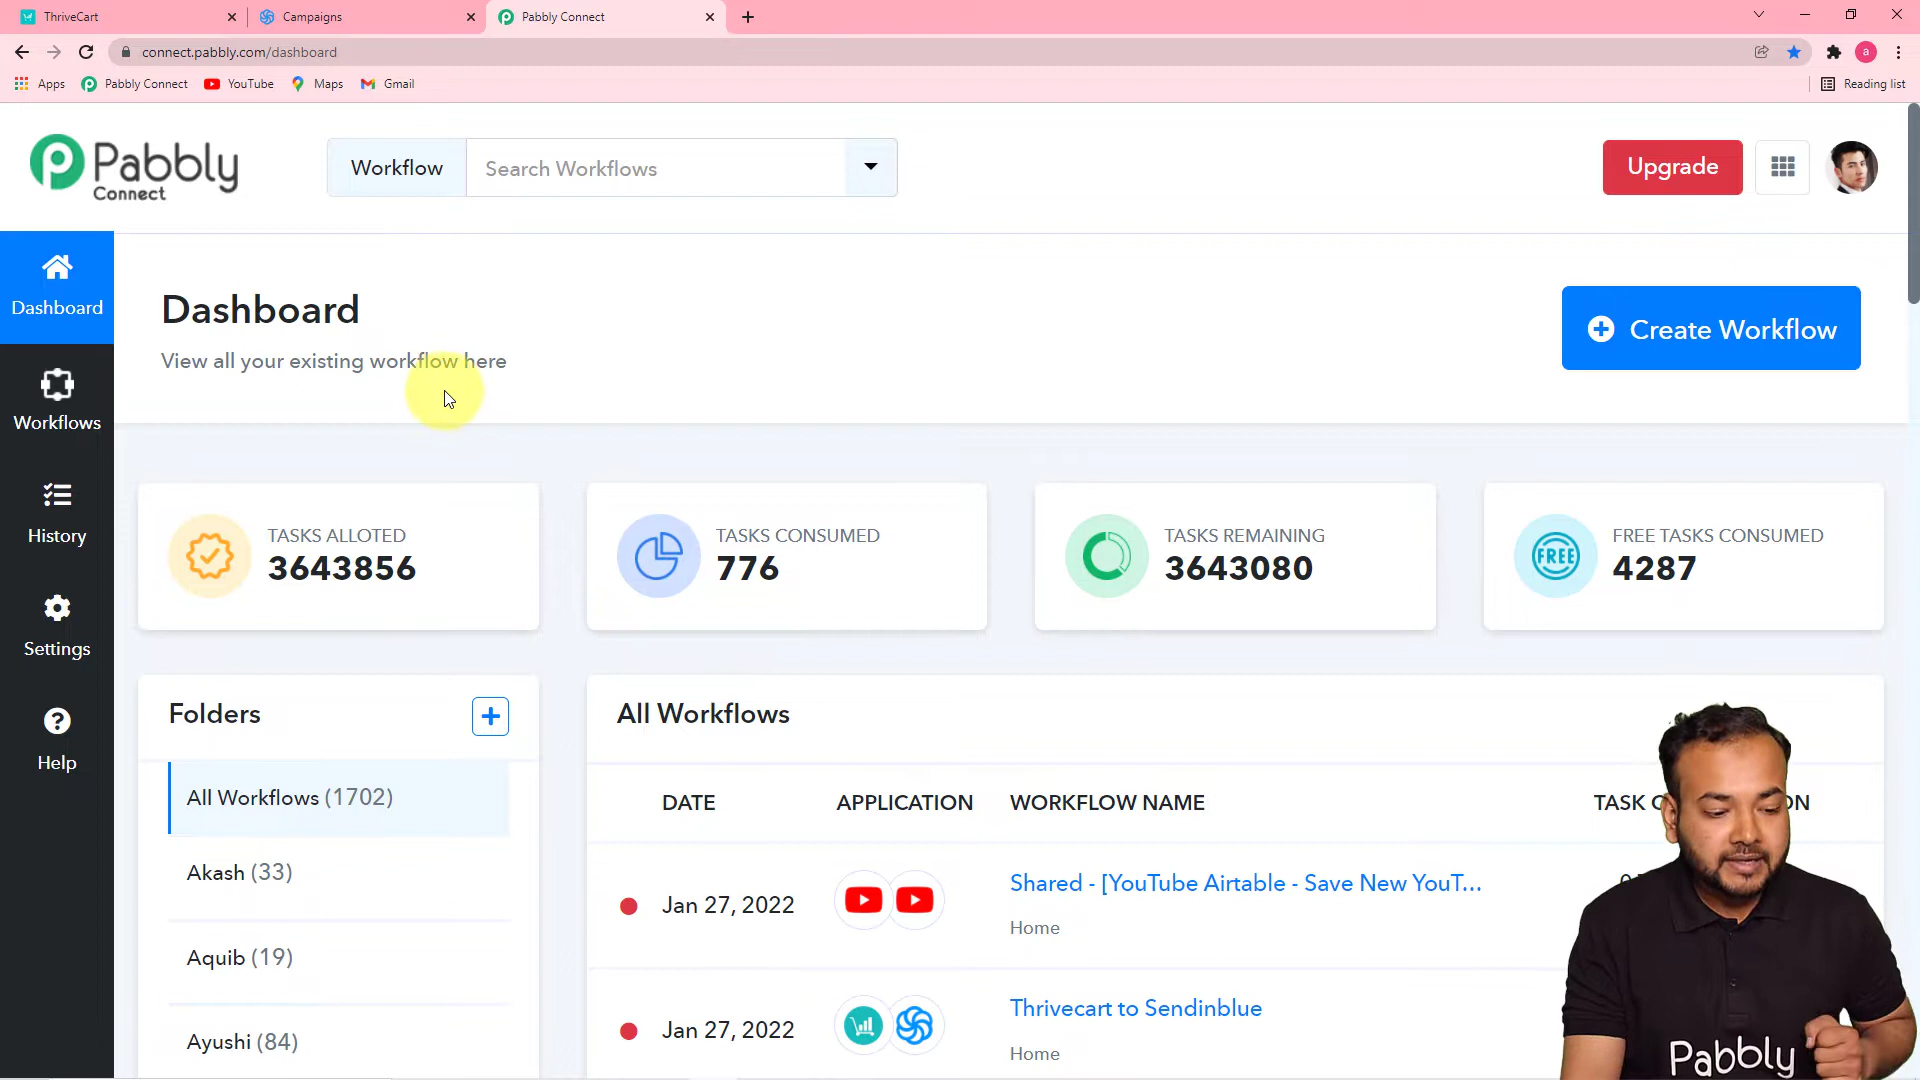 ThriveCart
Campaigns
Pabbly Connect
connect.pabbly.com/dashboard
a
Apps
Pabbly Connect
YouTube
Maps
Gmail
Reading list
Pabbly
Connect
Workflow
Search Workflows
Upgrade
Dashboard
Workflows
History
Settings
Help
Dashboard
View all your existing workflow here
Create Workflow
TASKS ALLOTED
3643856
TASKS CONSUMED
776
TASKS REMAINING
3643080
FREE
FREE TASKS CONSUMED
4287
Folders
All Workflows (1702)
Akash (33)
Aquib (19)
Ayushi (84)
All Workflows
DATE
APPLICATION
WORKFLOW NAME
TASK
Jan 27, 2022
Shared - [YouTube Airtable - Save New YouT...
Home
Jan 27, 2022
Thrivecart to Sendinblue
Home
Pabbly